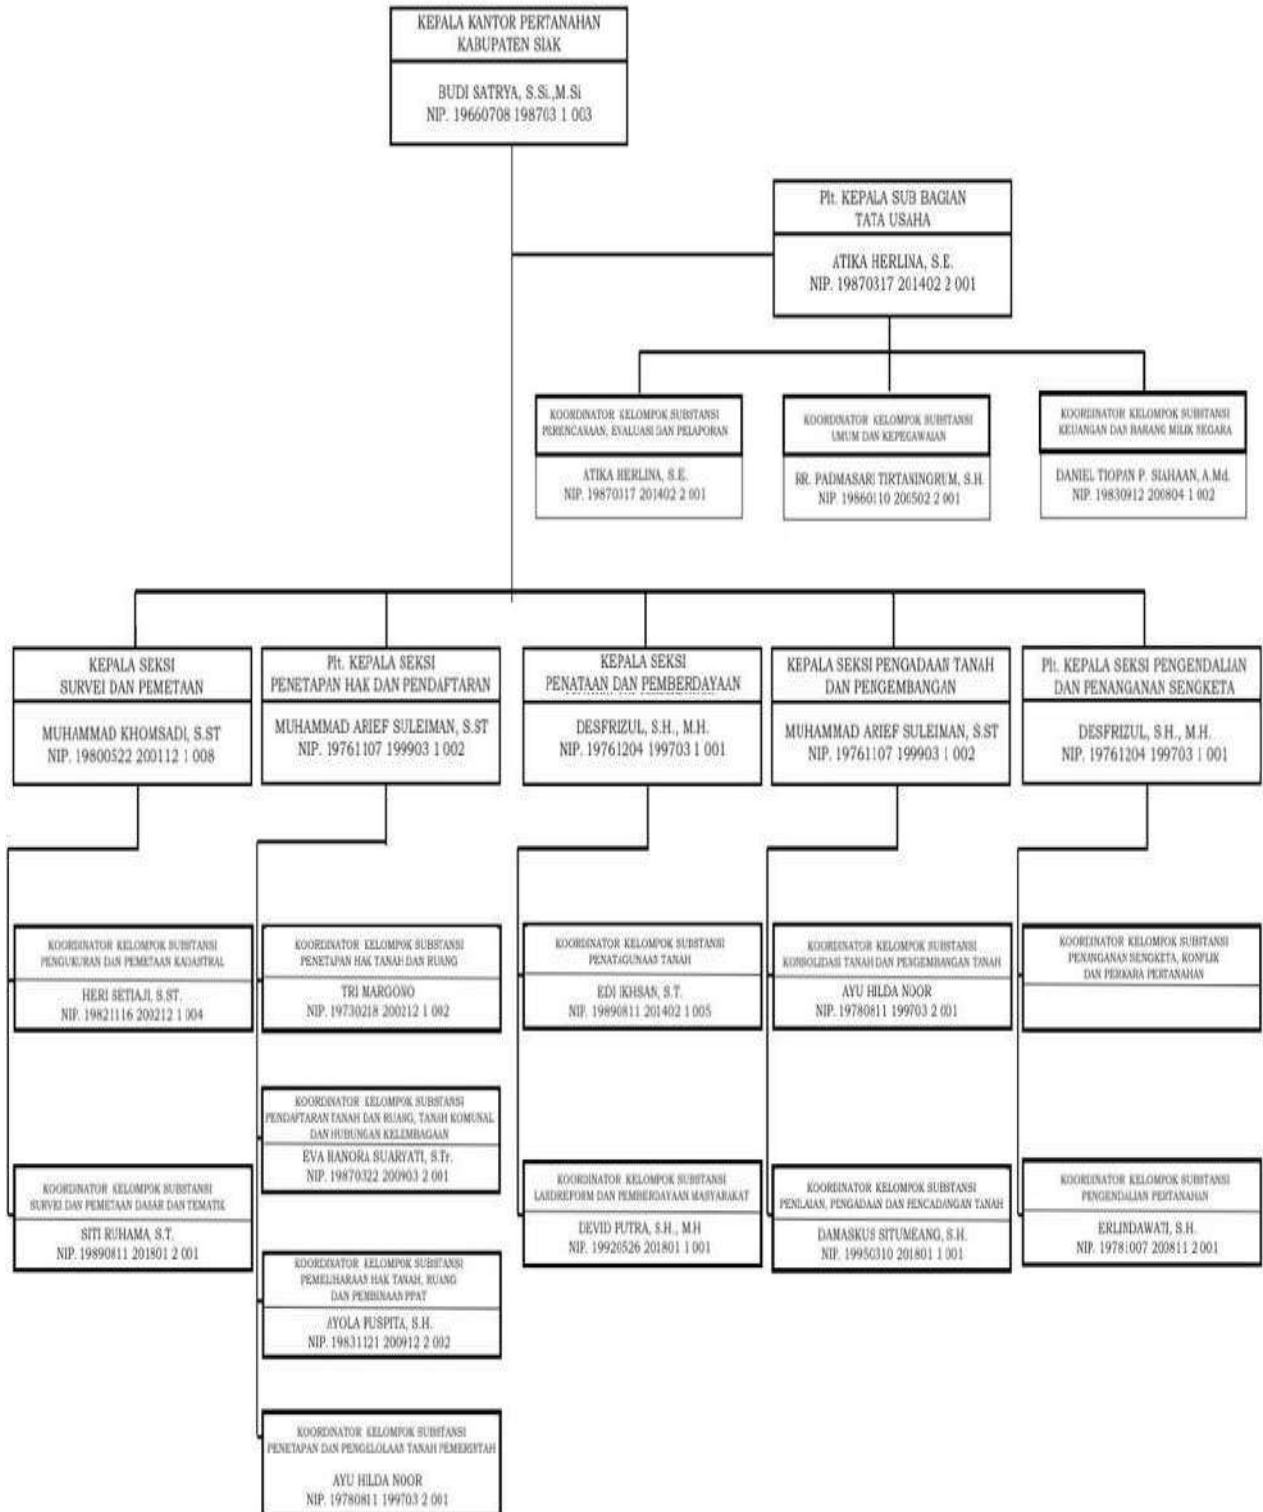 KEPALA KANTOR PERTANAHAN
KABUPATEN SIAK
BUDI SATRYA, S.Si.,M.Si
NIP. 19660708 198703 1 003
Plt. KEPALA SUB BAGIAN
TATA USAHA
ATIKA HERLINA, S.E.
NIP. 19870317 201402 2 001
KOORDINATOR KELOMPOK SUBSTANSI
PERENCANAAN, EVALUASI DAN PELAPORAN
ATIKA HERLINA, S.E.
NIP. 19870317 201402 2 001
KOORDINATOR KELOMPOK SUBSTANSI
UMUM DAN KEPEGAWAIAN
RR. PADMASARI TIRTANINGRUM, S.H.
NIP. 19860110 200502 2 001
KOORDINATOR KELOMPOK SUBSTANSI
KEUANGAN DAN BARANG MILIK NEGARA
DANIEL TIOPAN P. SIAHAAN, A.Md.
NIP. 19830912 200804 1 002
KEPALA SEKSI
SURVEI DAN PEMETAAN
MUHAMMAD KHOMSADI, S.ST
NIP. 19800522 200112 1 008
Plt. KEPALA SEKSI
PENETAPAN HAK DAN PENDAFTARAN
MUHAMMAD ARIEF SULEIMAN, S.ST
NIP. 19761107 199903 1 002
KEPALA SEKSI
PENATAAN DAN PEMBERDAYAAN
DESFRIZUL, S.H., M.H.
NIP. 19761204 199703 1 001
KEPALA SEKSI PENGADAAN TANAH
DAN PENGEMBANGAN
MUHAMMAD ARIEF SULEIMAN, S.ST
NIP. 19761107 199903 1 002
Plt. KEPALA SEKSI PENGENDALIAN
DAN PENANGANAN SENGKETA
DESFRIZUL, S.H., M.H.
NIP. 19761204 199703 1 001
KOORDINATOR KELOMPOK SUBSTANSI
PENGUKURAN DAN PEMETAAN KADASTRAL
HERI SETIAJI, S.ST.
NIP. 19821116 200212 1 004
KOORDINATOR KELOMPOK SUBSTANSI
SURVEI DAN PEMETAAN DASAR DAN TEMATIK
SITI RUHAMA, S.T.
NIP. 19890811 201801 2 001
KOORDINATOR KELOMPOK SUBSTANSI
PENETAPAN HAK TANAH DAN RUANG
TRI MARGONO
NIP. 19730218 200212 1 002
KOORDINATOR KELOMPOK SUBSTANSI
PENDAFTARAN TANAH DAN RUANG, TANAH KOMUNAL
DAN HUBUNGAN KELEMBAGAAN
EVA HANORA SUARYATI, S.Tr.
NIP. 19870322 200903 2 001
KOORDINATOR KELOMPOK SUBSTANSI
PEMELIHARAAN HAK TANAH, RUANG
DAN PEMBINAAN PPAT
AYOLA PUSPITA, S.H.
NIP. 19831121 200912 2 002
KOORDINATOR KELOMPOK SUBSTANSI
PENETAPAN DAN PENGELOLAAN TANAH PEMERINTAH
AYU HILDA NOOR
NIP. 19780811 199703 2 001
KOORDINATOR KELOMPOK SUBSTANSI
PENATAGUNAAN TANAH
EDI IKHSAN, S.T.
NIP. 19890811 201402 1 005
KOORDINATOR KELOMPOK SUBSTANSI
LANDREFORM DAN PEMBERDAYAAN MASYARAKAT
DEVID PUTRA, S.H., M.H
NIP. 19920526 201801 1 001
KOORDINATOR KELOMPOK SUBSTANSI
KONSOLIDASI TANAH DAN PENGEMBANGAN TANAH
AYU HILDA NOOR
NIP. 19780811 199703 2 001
KOORDINATOR KELOMPOK SUBSTANSI
PENILAIAN, PENGADAAN DAN PENCADANGAN TANAH
DAMASKUS SITUMEANG, S.H.
NIP. 19950310 201801 1 001
KOORDINATOR KELOMPOK SUBSTANSI
PENANGANAN SENGKETA, KONFLIK
DAN PERKARA PERTANAHAN
KOORDINATOR KELOMPOK SUBSTANSI
PENGENDALIAN PERTANAHAN
ERLINDAWATI, S.H.
NIP. 19781007 200811 2 001